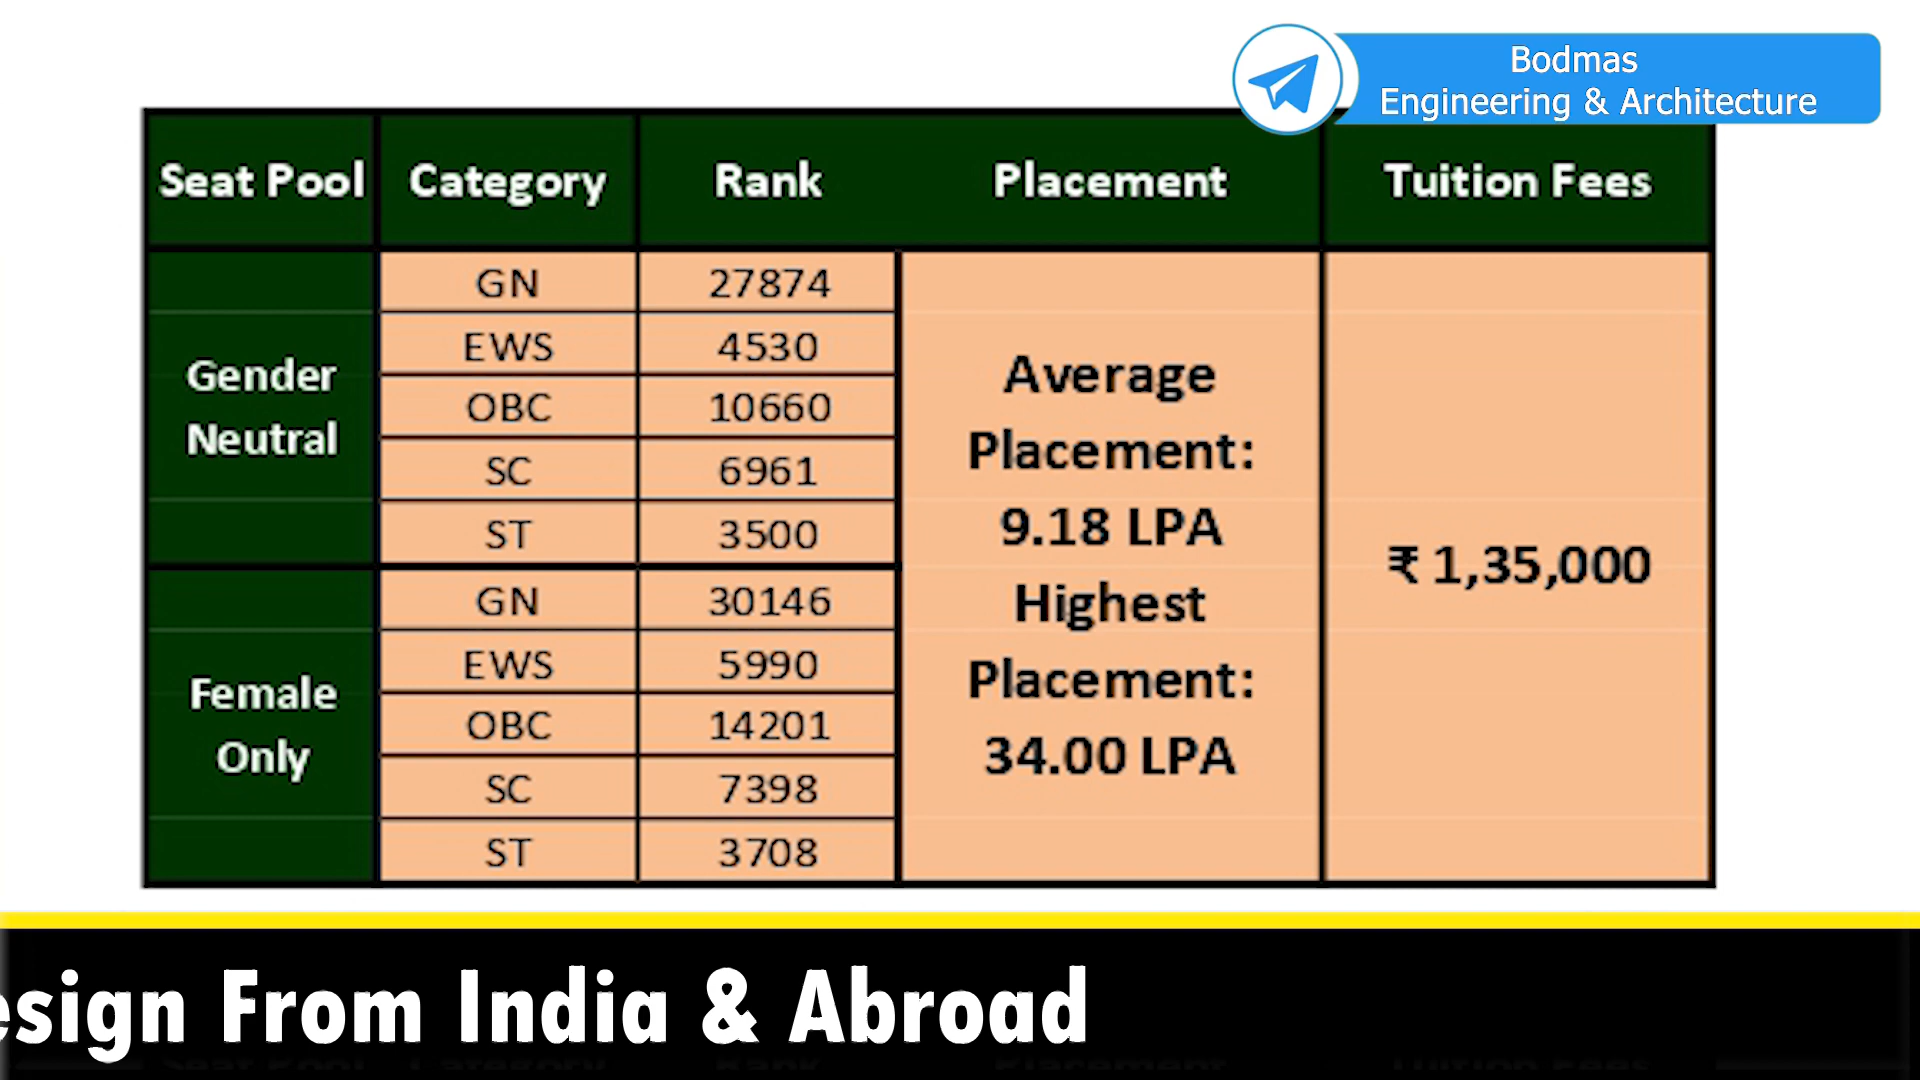 Bodmas
Engineering & Architecture
Seat Pool Category Rank Placement Tuition Fees
Gender
Neutral
GN 27874
EWS 4530
OBC 10660
SC 6961
ST 3500
Female
Only
GN 30146
EWS 5990
OBC 14201
SC 7398
ST 3708
Average
Placement:
9.18 LPA
Highest
Placement:
34.00 LPA
₹ 1,35,000
From India & Abroad